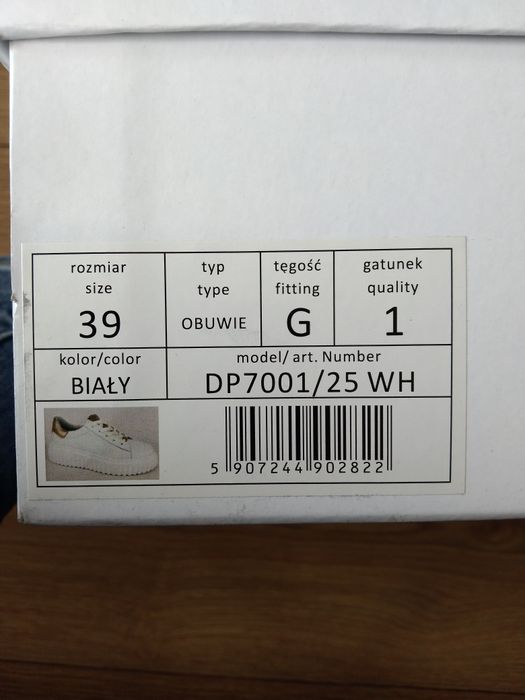 rozmiar
size
39
typ
type
OBUWIE
tęgość
fitting
G
gatunek
quality
1
kolor/color
BIAŁY
model/ art. Number
DP7001/25 WH
5 907244 902822